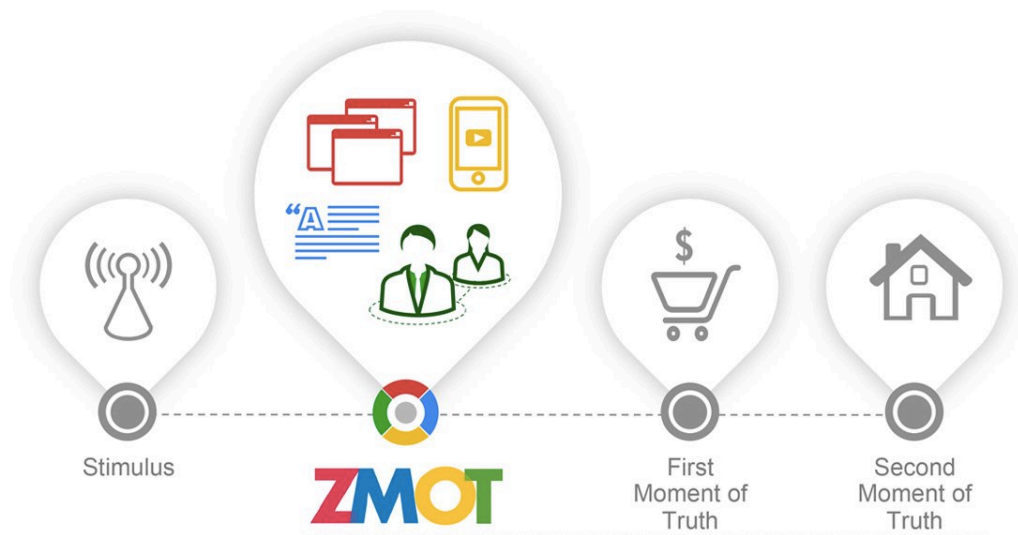 “A
$
Stimulus
ZMOT
First
Moment of
Truth
Second
Moment of
Truth